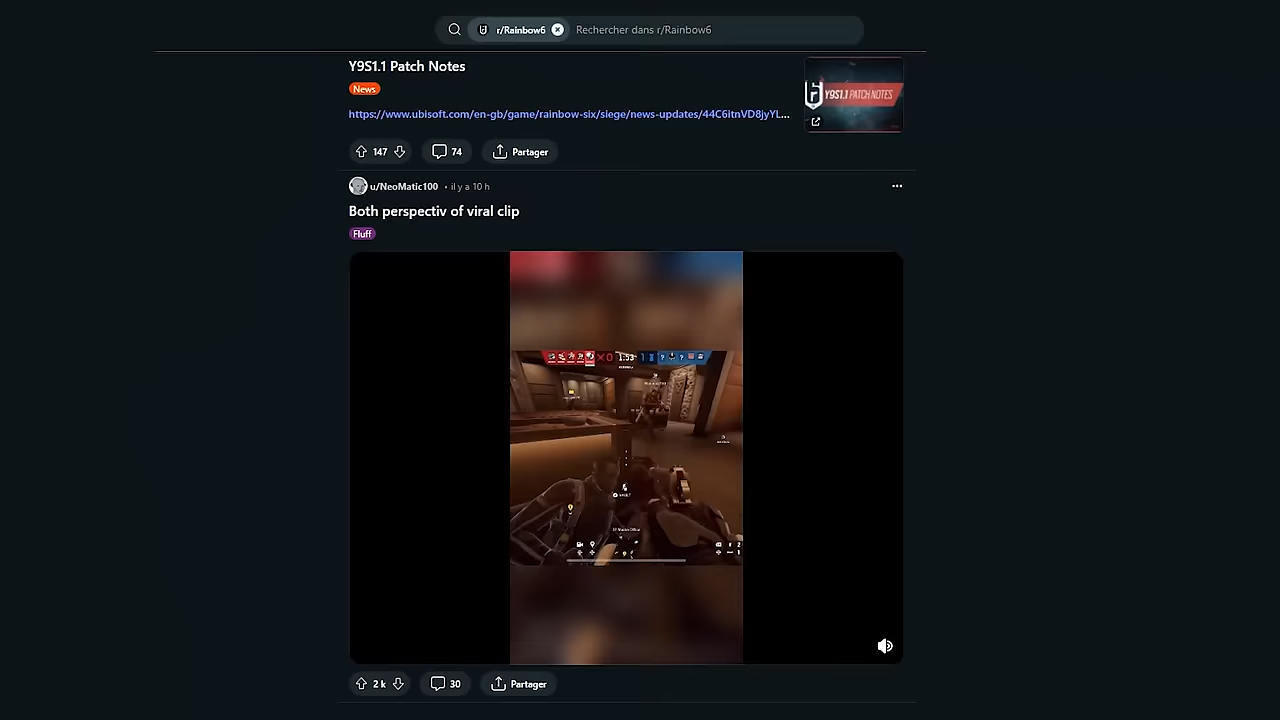 r/Rainbow6 Rechercher dans r/Rainbow6
Y9S1.1 Patch Notes
News
https://www.ubisoft.com/en-gb/game/rainbow-six/siege/news-updates/44C6itnVD8jyYL...
Y9S1.1 PATCH NOTES
147 74 Partager
u/NeoMatic100 • il y a 10 h
Both perspectiv of viral clip
Fluff
0 1:53 1
2 k 30 Partager